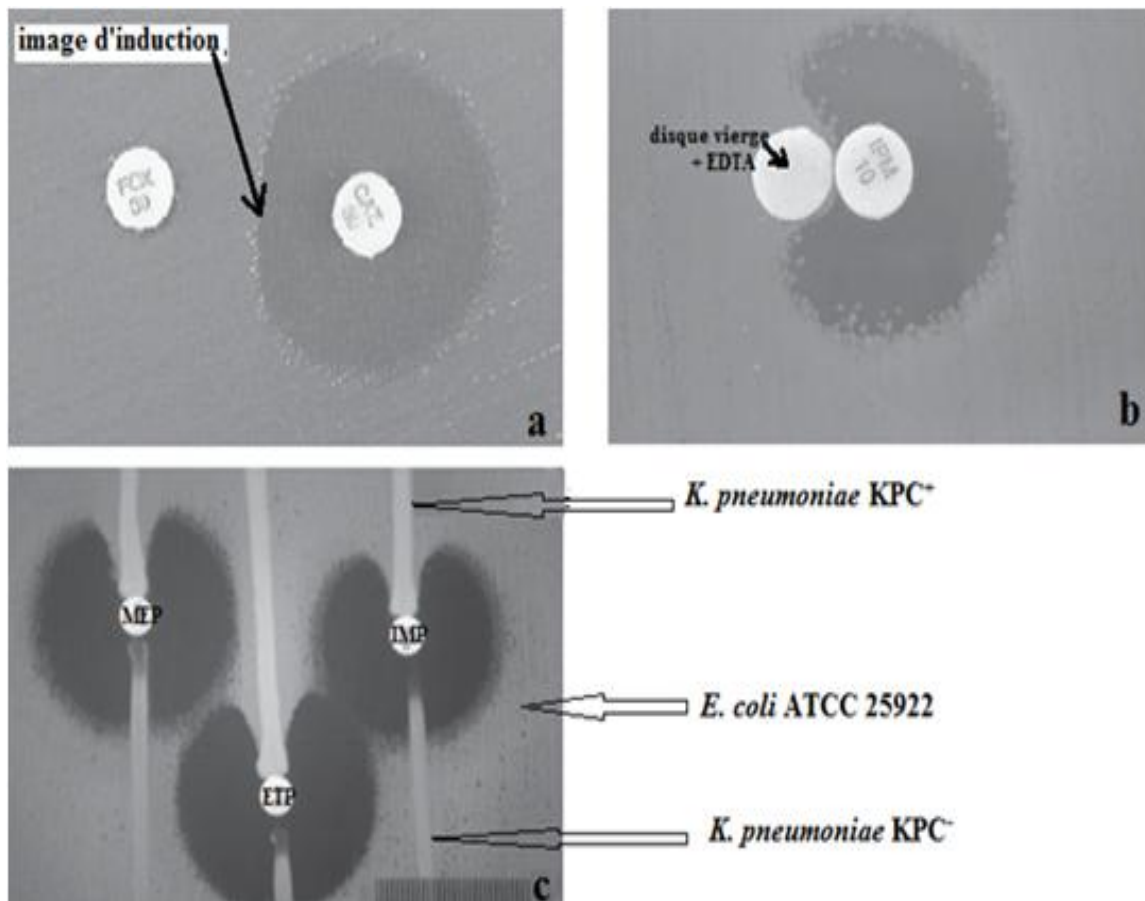 image d'induction
FOX
30
CAZ
a
disque vierge
+ EDTA
IPM
10
b
K. pneumoniae KPC⁺
MEP
IMP
E. coli ATCC 25922
ETP
K. pneumoniae KPC⁻
c